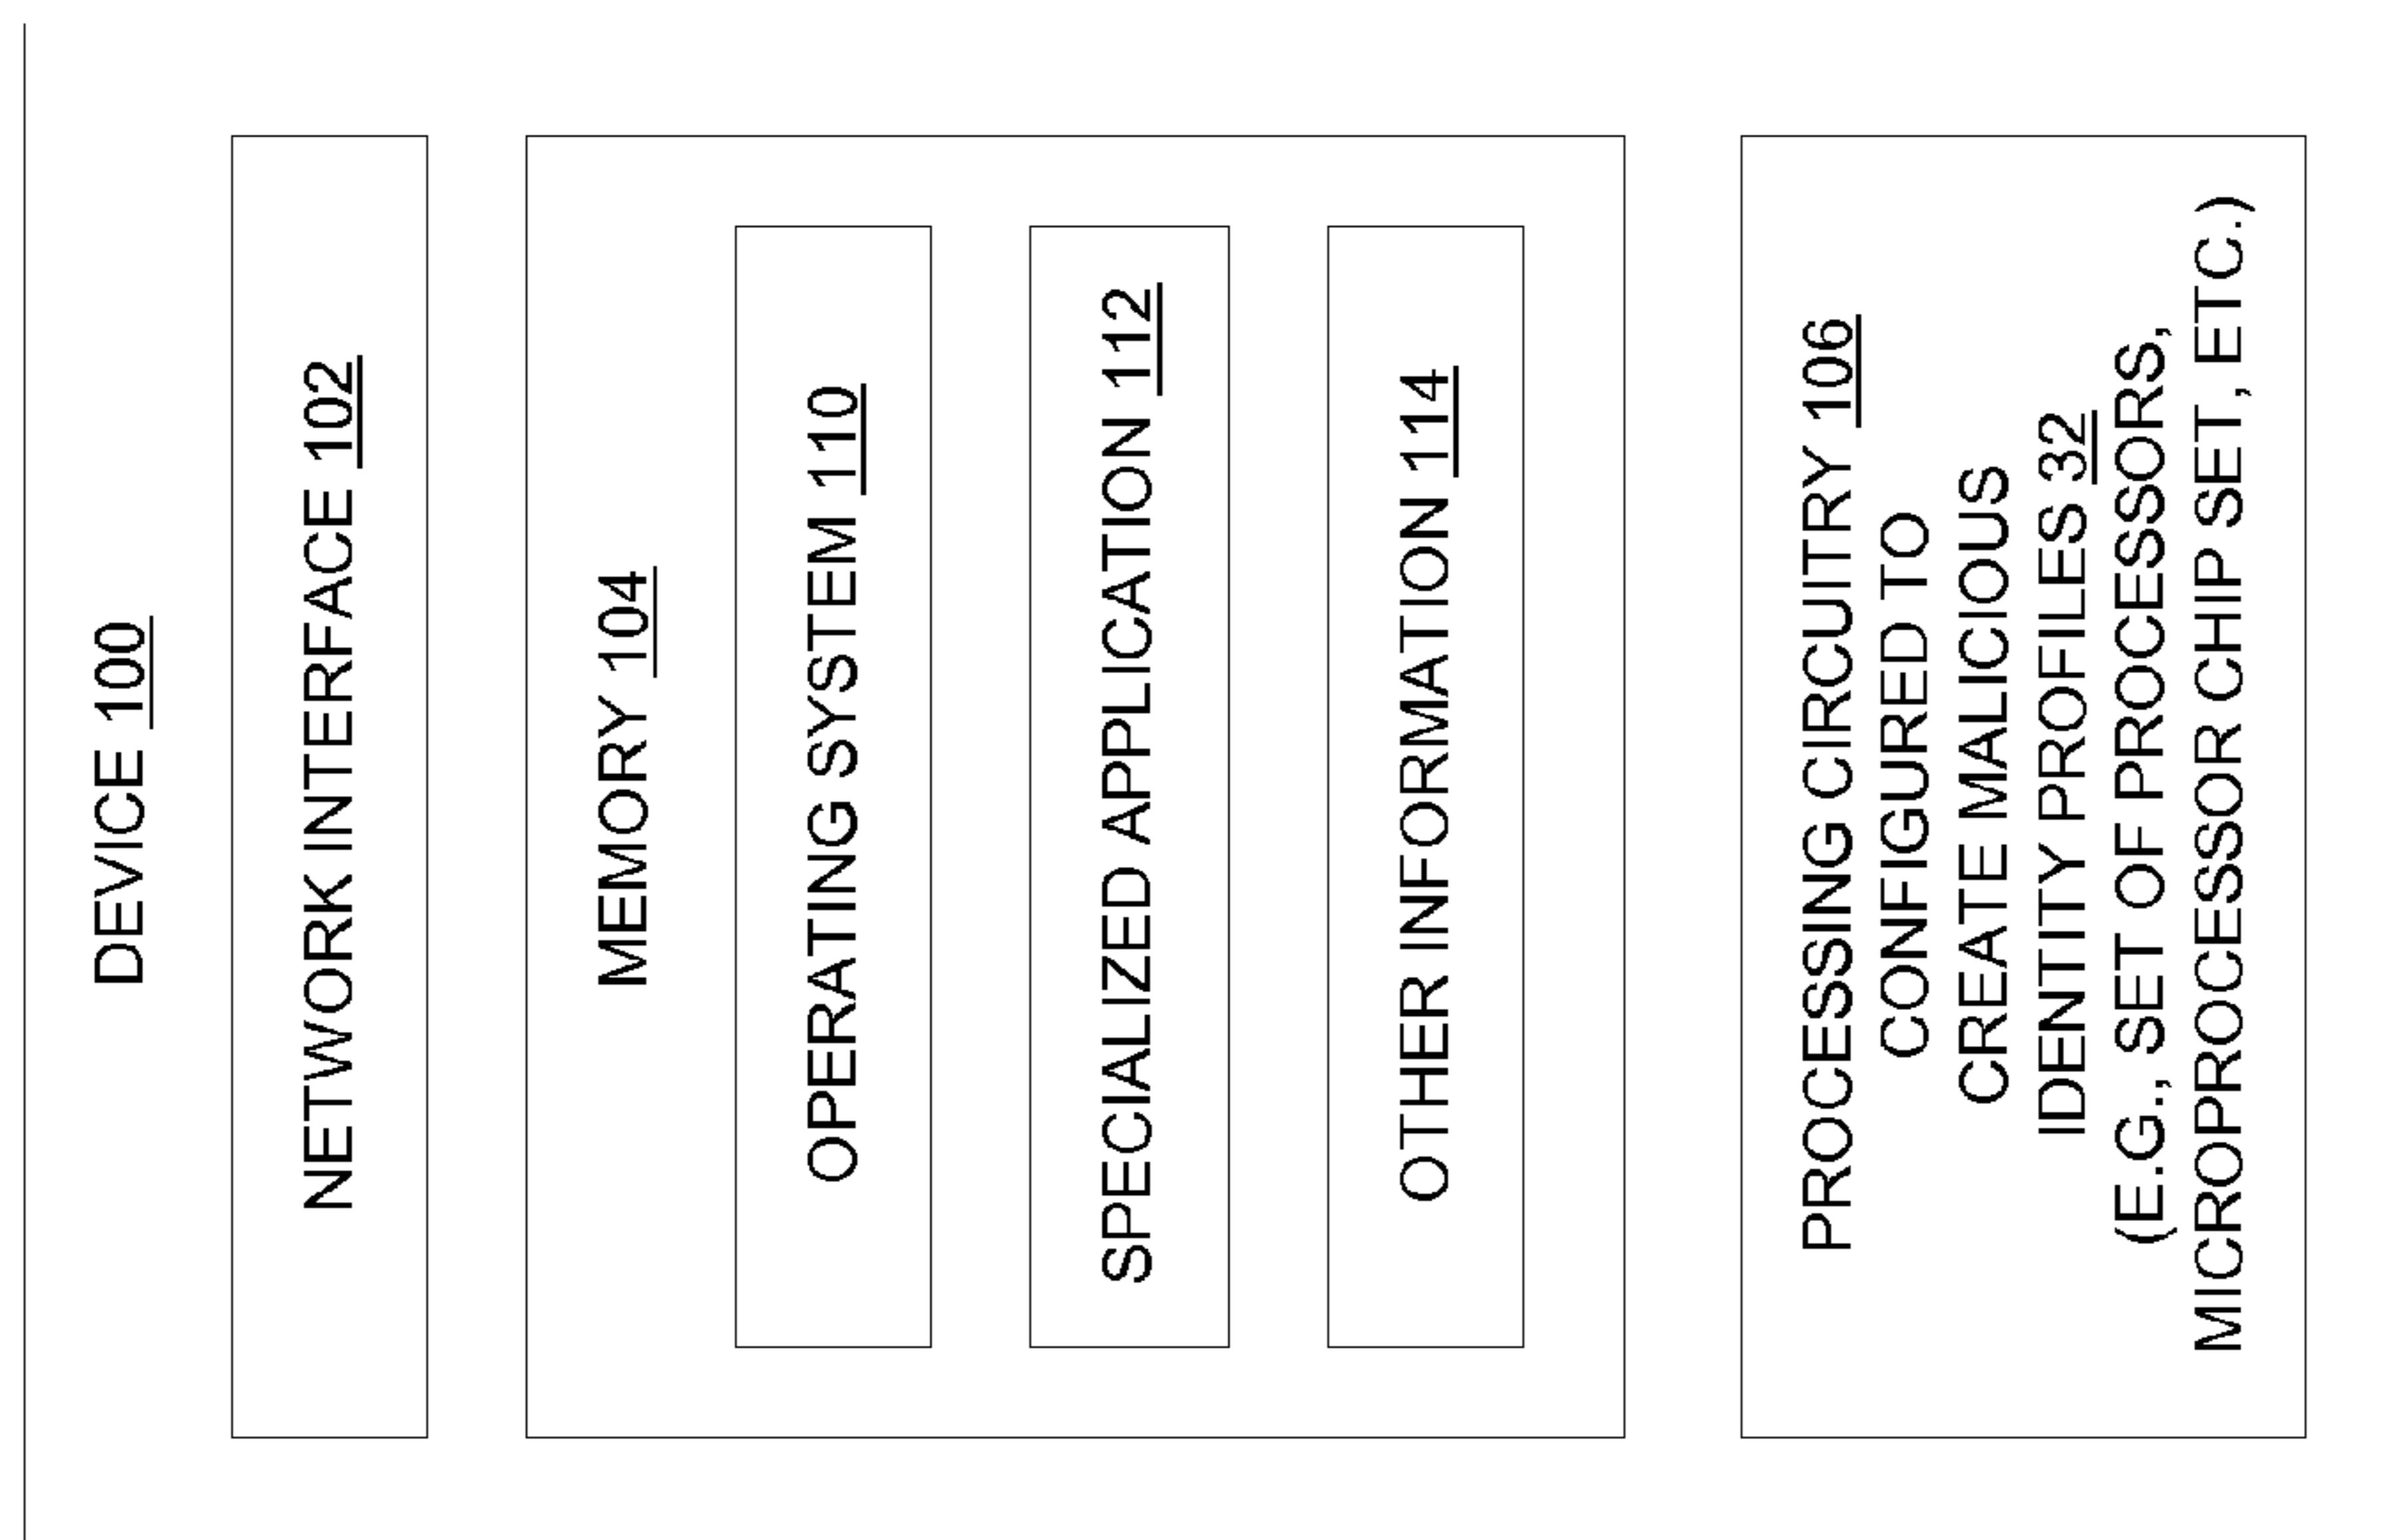 DEVICE 100
NETWORK INTERFACE 102
MEMORY 104
OPERATING SYSTEM 110
SPECIALIZED APPLICATION 112
OTHER INFORMATION 114
PROCESSING CIRCUITRY 106
CONFIGURED TO
CREATE MALICIOUS
IDENTITY PROFILES 32
(E.G., SET OF PROCESSORS,
MICROPROCESSOR CHIP SET, ETC.)